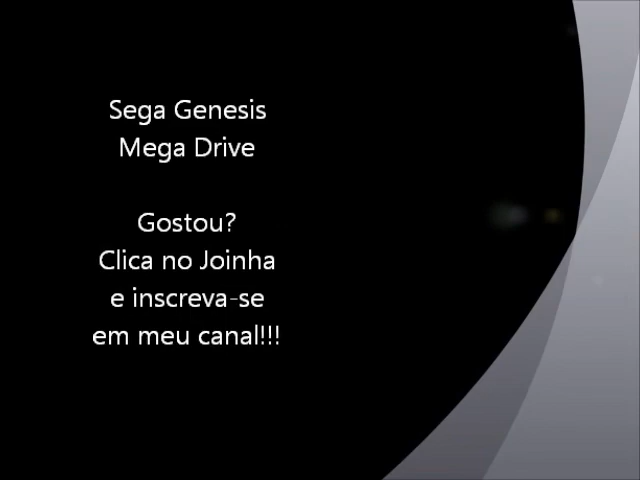 Sega Genesis
Mega Drive
Gostou?
Clica no Joinha
e inscreva-se
em meu canal!!!